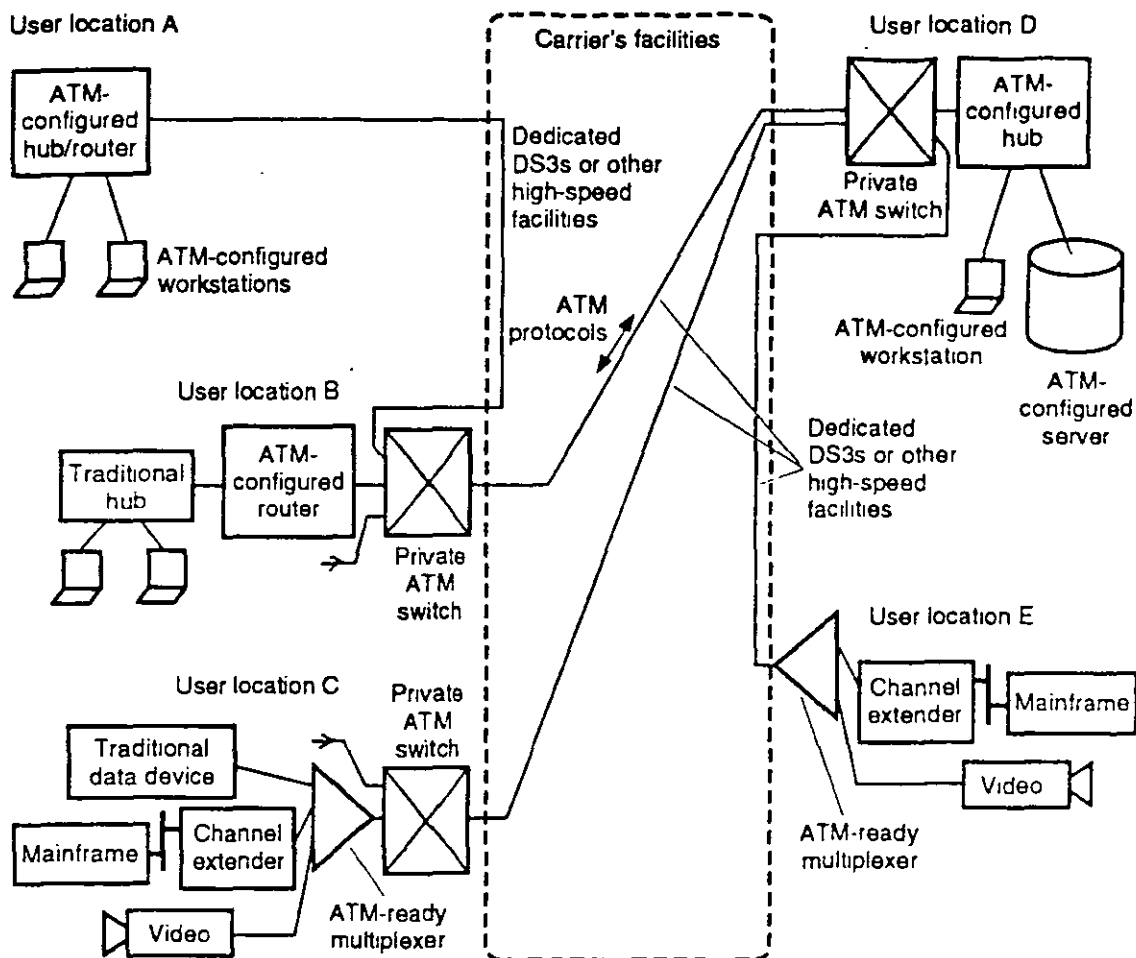 User location A
Carrier's facilities
User location D
ATM-
configured
hub/router
ATM-
configured
hub
Dedicated
DS3s or other
high-speed
facilities
Private
ATM switch
ATM-configured
workstations
ATM
protocols
ATM-configured
workstation
ATM-
configured
server
User location B
Traditional
hub
ATM-
configured
router
Private
ATM
switch
Dedicated
DS3s or other
high-speed
facilities
User location E
Channel
extender
Mainframe
Video
ATM-ready
multiplexer
User location C
Private
ATM
switch
Traditional
data device
Mainframe
Channel
extender
Video
ATM-ready
multiplexer